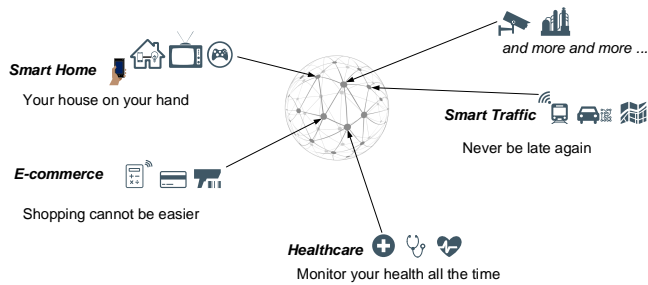 and more and more ...
Smart Home
Your house on your hand
Smart Traffic
Never be late again
E-commerce
Shopping cannot be easier
Healthcare
Monitor your health all the time